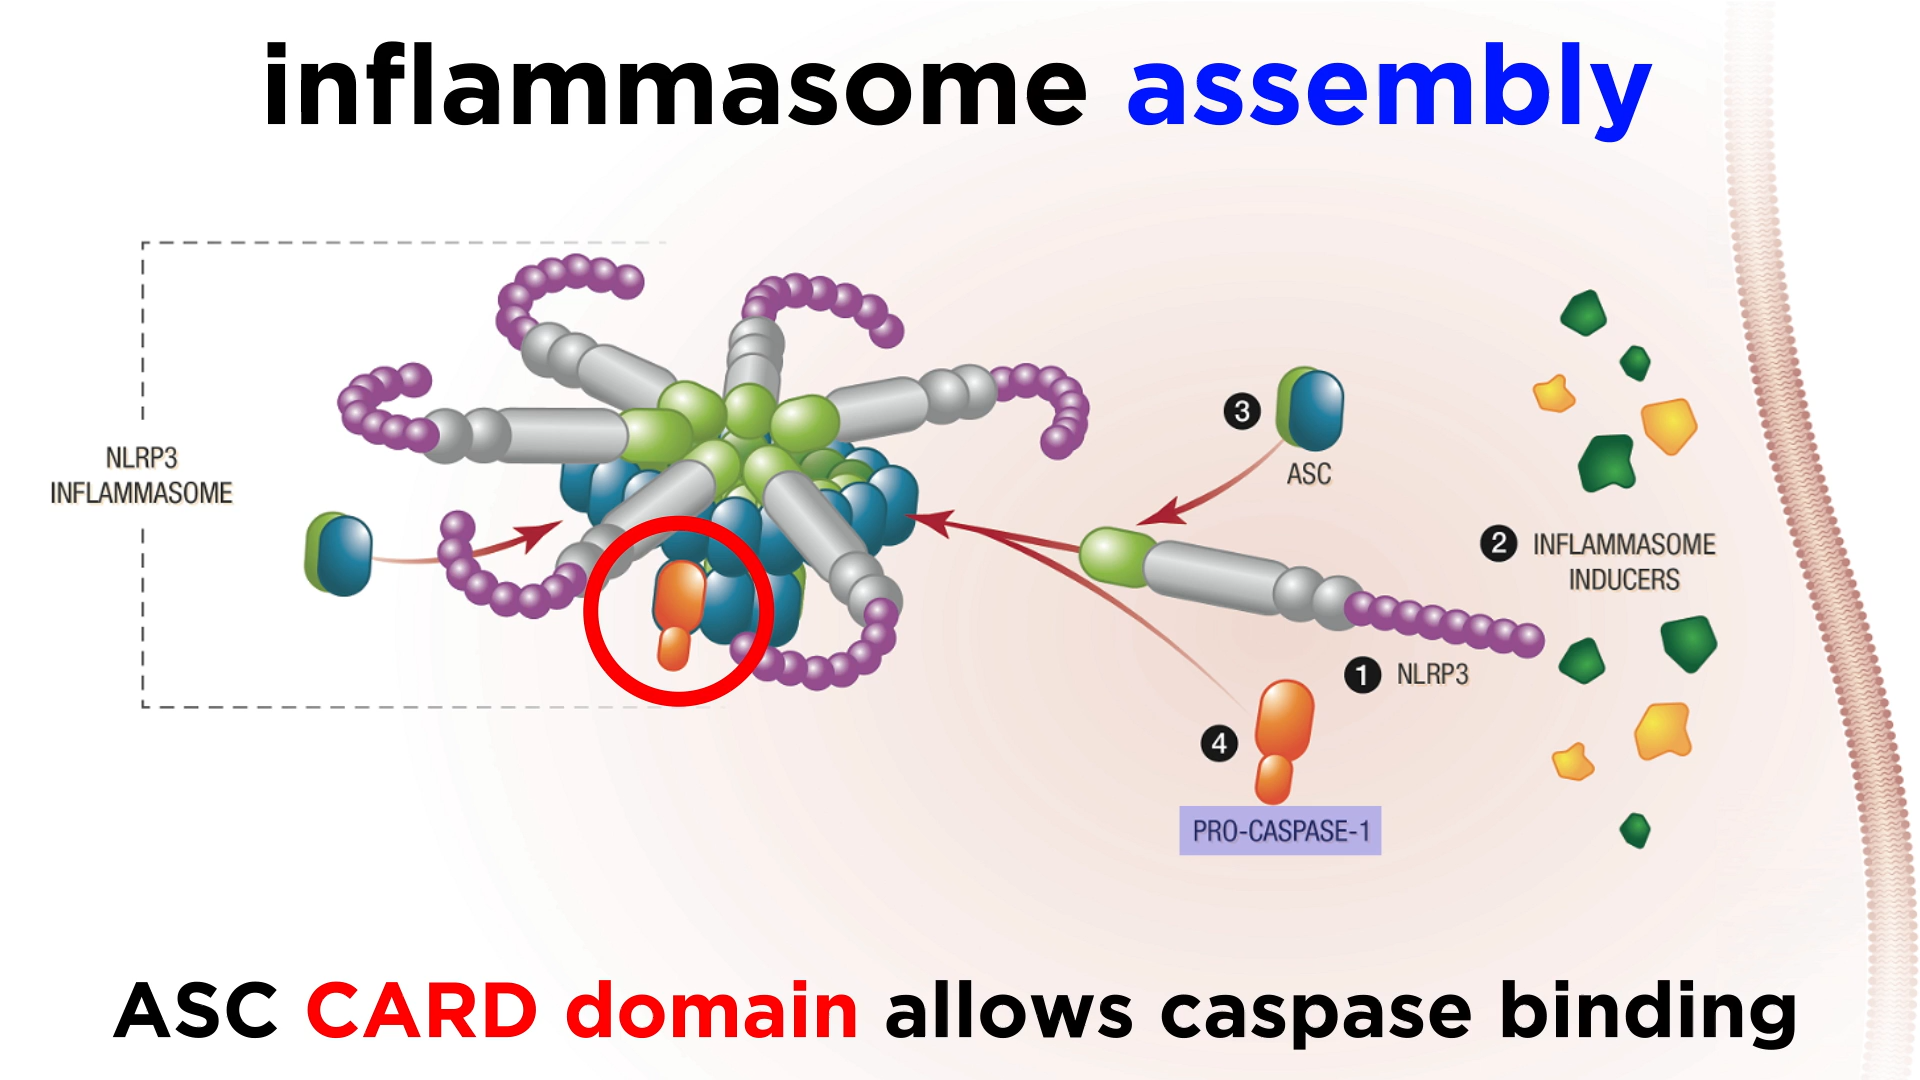 inflammasome assembly
NLRP3
INFLAMMASOME
3
ASC
2 INFLAMMASOME
INDUCERS
1 NLRP3
4
PRO-CASPASE-1
ASC CARD domain allows caspase binding